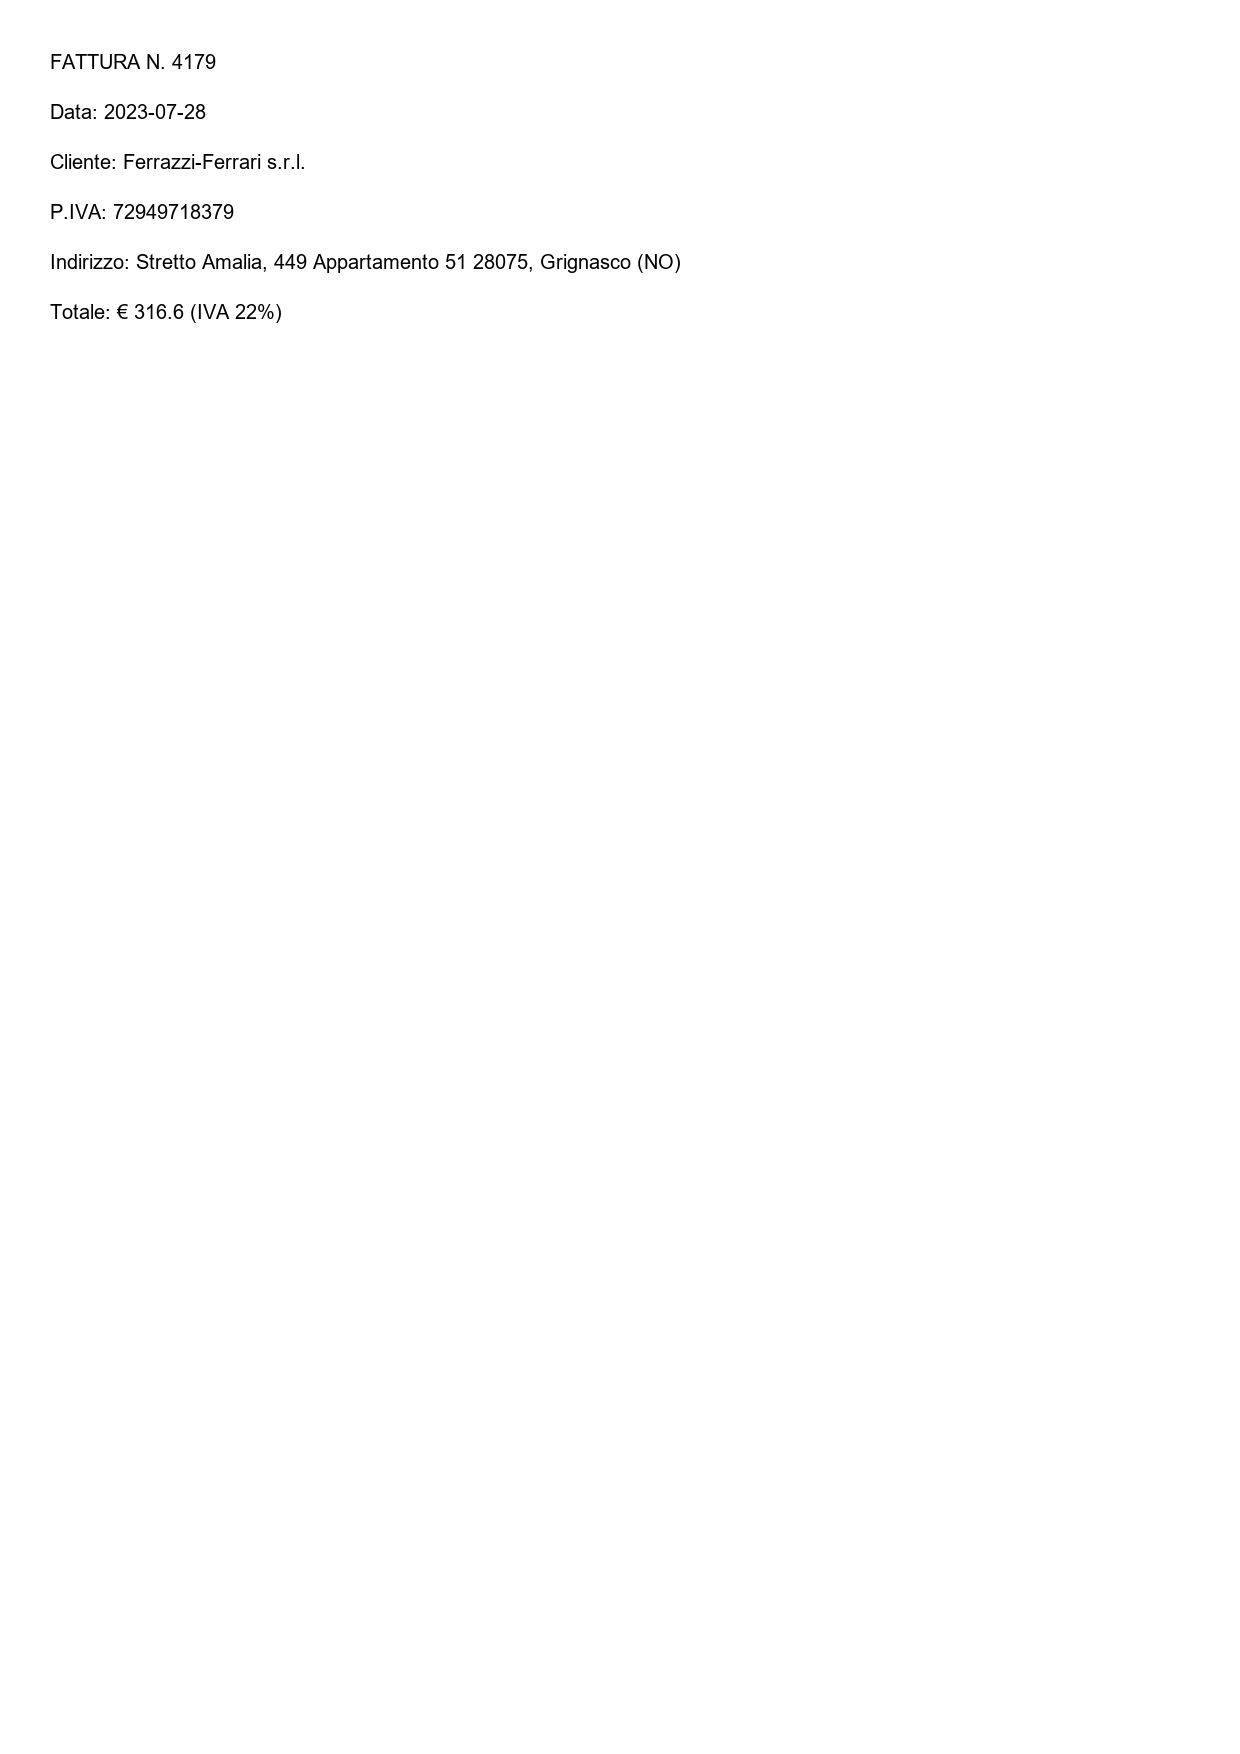 FATTURA N. 4179
Data: 2023-07-28
Cliente: Ferrazzi-Ferrari s.r.l.
P.IVA: 72949718379
Indirizzo: Stretto Amalia, 449 Appartamento 51 28075, Grignasco (NO)
Totale: € 316.6 (IVA 22%)